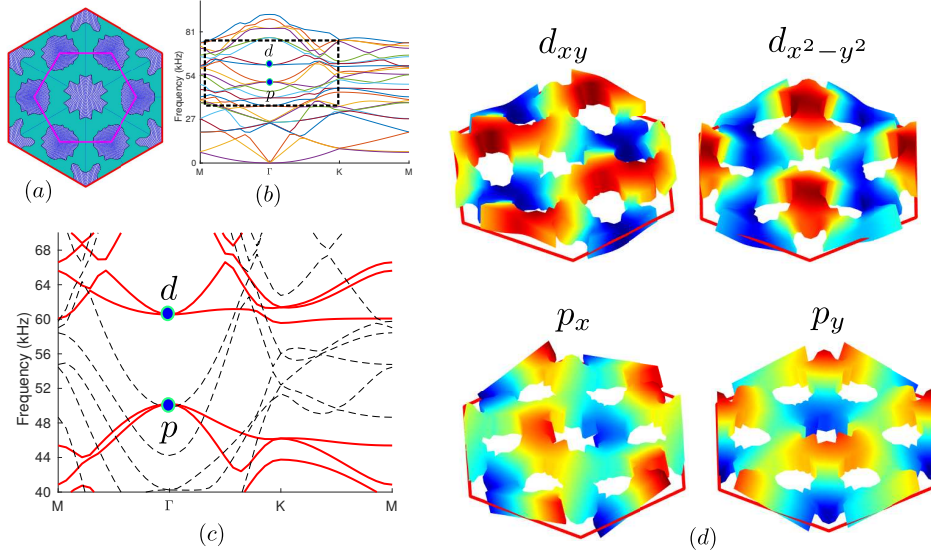 (a)
Frequency (kHz)
81
54
27
0
d
p
M
Γ
K
M
(b)
Frequency (kHz)
68
64
60
56
52
48
44
40
d
p
M
Γ
K
M
(c)
d_{xy}
d_{x^2-y^2}
p_x
p_y
(d)